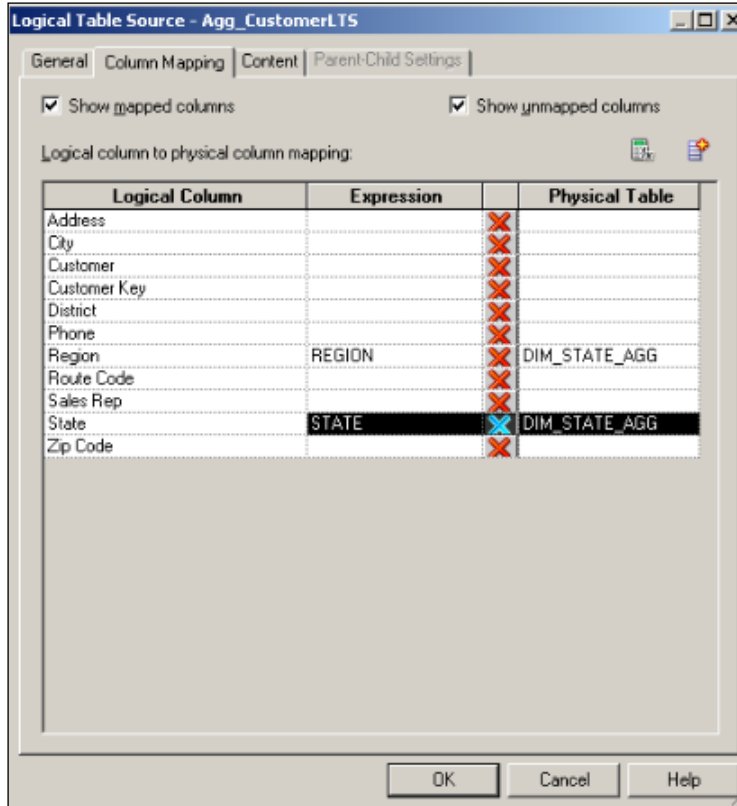 Logical Table Source - Agg_CustomerLTS
General Column Mapping Content Parent-Child Settings
Show mapped columns Show unmapped columns
Logical column to physical column mapping:
Logical Column Expression Physical Table
Address
City
Customer
Customer Key
District
Phone
Region REGION DIM_STATE_AGG
Route Code
Sales Rep
State STATE DIM_STATE_AGG
Zip Code
OK Cancel Help